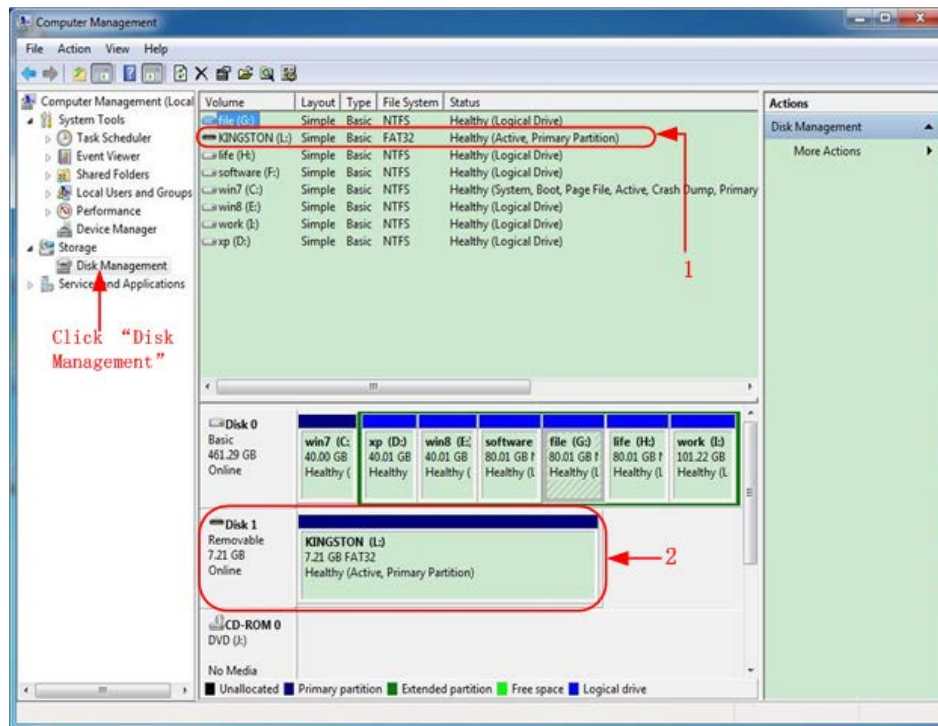 Computer Management
File Action View Help
Computer Management (Local
System Tools
Task Scheduler
Event Viewer
Shared Folders
Local Users and Groups
Performance
Device Manager
Storage
Disk Management
Services and Applications
Click “Disk
Management”
Volume Layout Type File System Status
file (G:) Simple Basic NTFS Healthy (Logical Drive)
KINGSTON (L:) Simple Basic FAT32 Healthy (Active, Primary Partition)
life (H:) Simple Basic NTFS Healthy (Logical Drive)
software (F:) Simple Basic NTFS Healthy (Logical Drive)
win7 (C:) Simple Basic NTFS Healthy (System, Boot, Page File, Active, Crash Dump, Primary
win8 (E:) Simple Basic NTFS Healthy (Logical Drive)
work (I:) Simple Basic NTFS Healthy (Logical Drive)
xp (D:) Simple Basic NTFS Healthy (Logical Drive)
1
Actions
Disk Management
More Actions
Disk 0
Basic
461.29 GB
Online
win7 (C: xp (D:) win8 (E: software file (G:) life (H:) work (I:)
40.00 GB 40.01 GB 40.01 GB 80.01 GB 80.01 GB 80.01 GB 101.22 GB
Healthy ( Healthy Healthy ( Healthy (L Healthy (L Healthy (L Healthy (L
Disk 1
Removable
7.21 GB
Online
KINGSTON (L:)
7.21 GB FAT32
Healthy (Active, Primary Partition)
2
CD-ROM 0
DVD (J:)
No Media
Unallocated Primary partition Extended partition Free space Logical drive